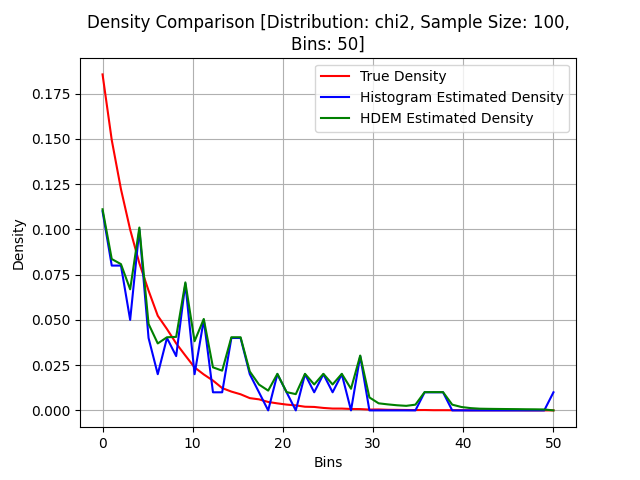 Density Comparison [Distribution: chi2, Sample Size: 100,
Bins: 50]
True Density
Histogram Estimated Density
HDEM Estimated Density
Density
0.175
0.150
0.125
0.100
0.075
0.050
0.025
0.000
0
10
20
30
40
50
Bins